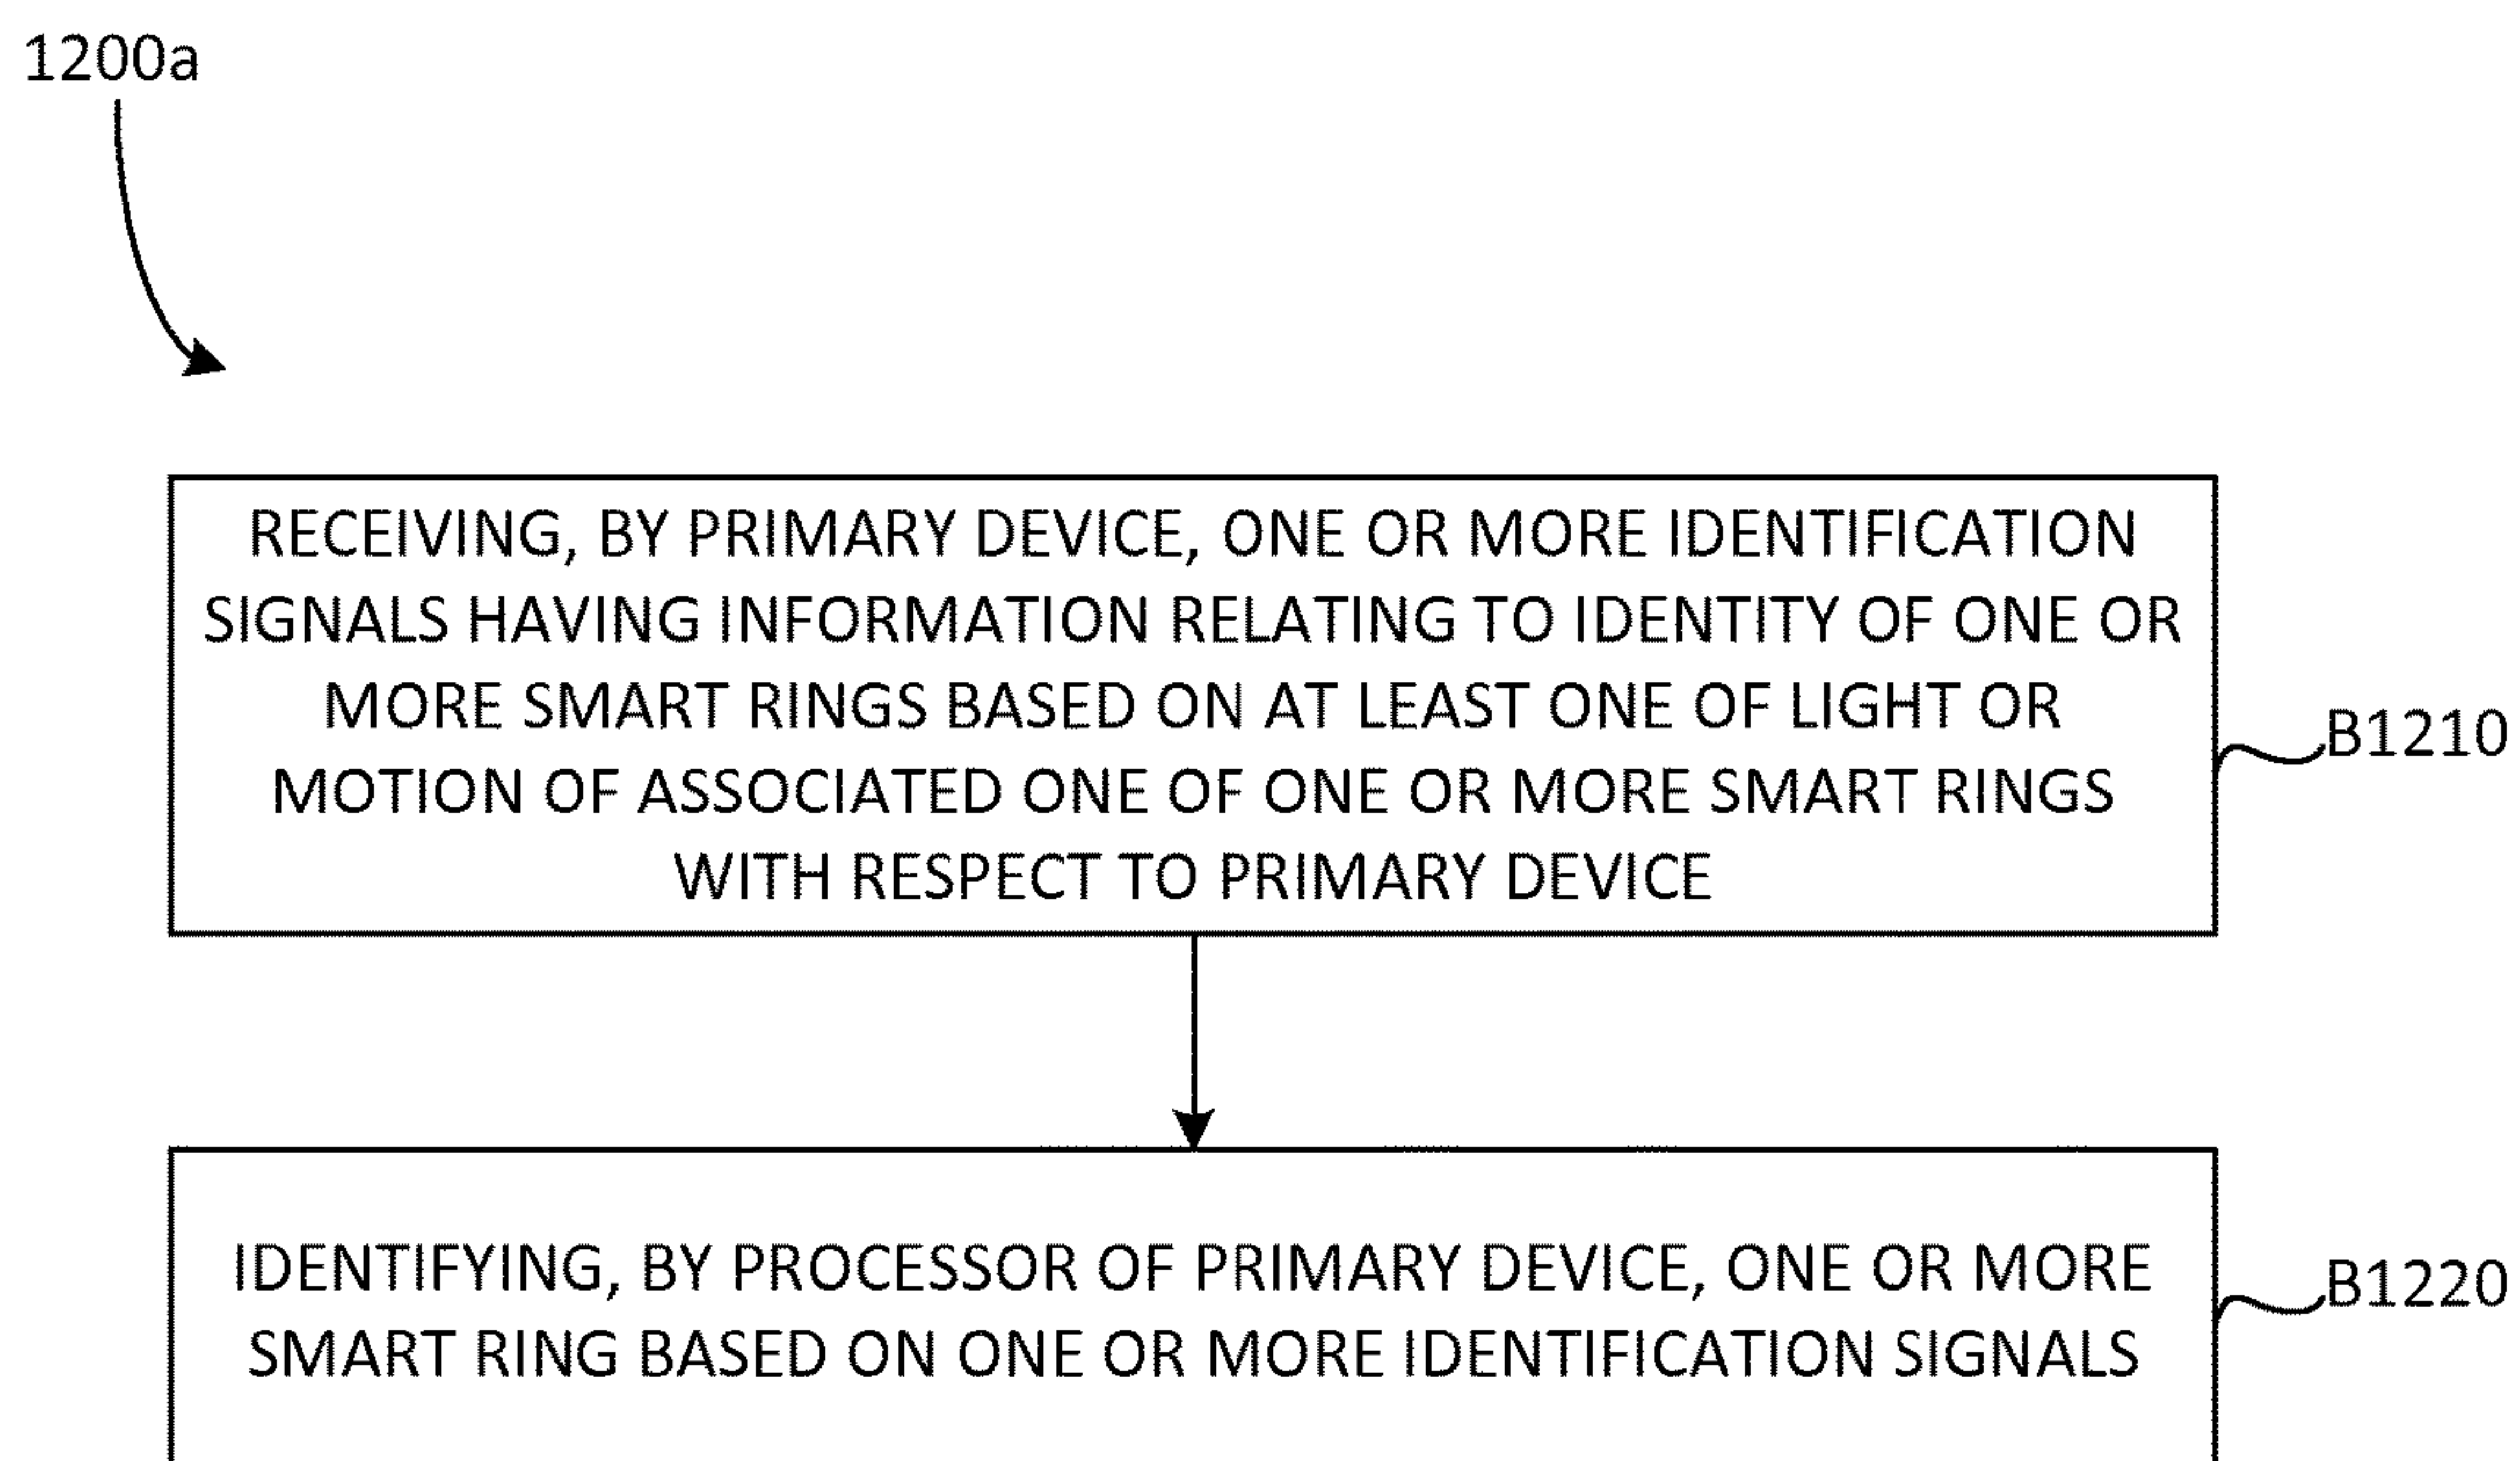 1200a
RECEIVING, BY PRIMARY DEVICE, ONE OR MORE IDENTIFICATION
SIGNALS HAVING INFORMATION RELATING TO IDENTITY OF ONE OR
MORE SMART RINGS BASED ON AT LEAST ONE OF LIGHT OR
MOTION OF ASSOCIATED ONE OF ONE OR MORE SMART RINGS
WITH RESPECT TO PRIMARY DEVICE
B1210
IDENTIFYING, BY PROCESSOR OF PRIMARY DEVICE, ONE OR MORE
SMART RING BASED ON ONE OR MORE IDENTIFICATION SIGNALS
B1220